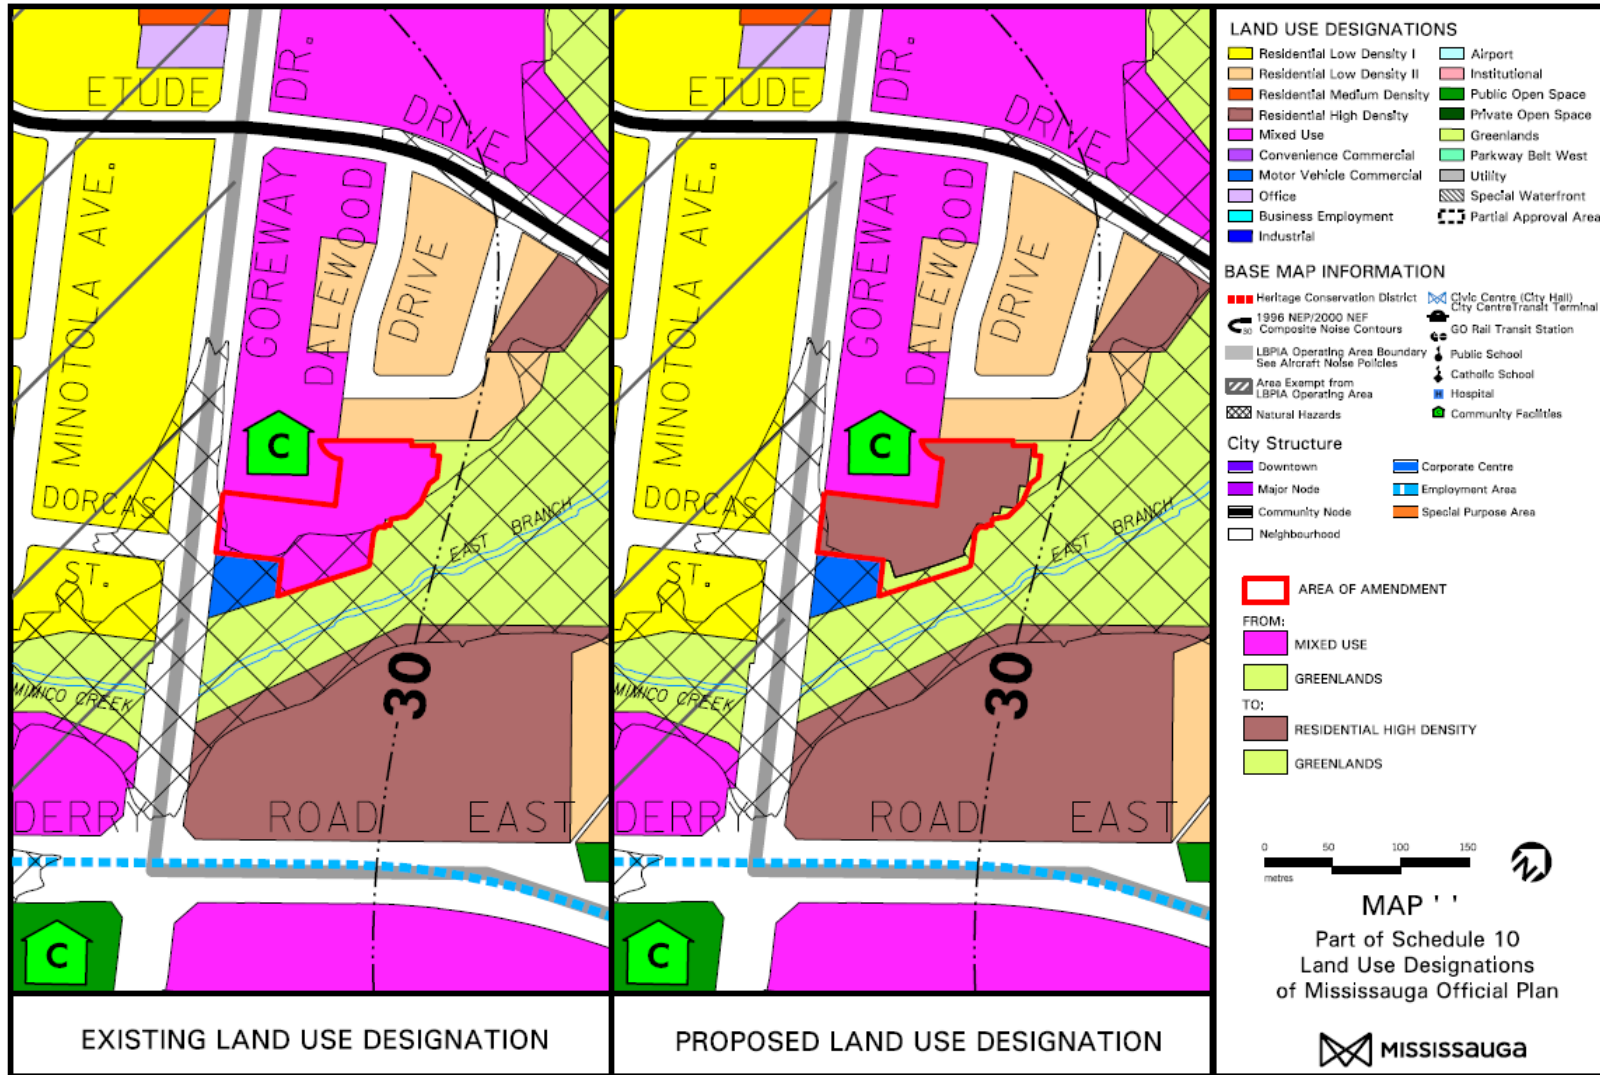 ETUDE
DR.
DRIVE
MINOTOLA AVE.
GOREWAY
DALEWOOD
DRIVE
C
DORCAS
ST.
EAST
BRANCH
MIMICO CREEK
30
DERRY
ROAD
EAST
C
EXISTING LAND USE DESIGNATION
ETUDE
DR.
DRIVE
MINOTOLA AVE.
GOREWAY
DALEWOOD
DRIVE
C
DORCAS
ST.
EAST
BRANCH
MIMICO CREEK
30
DERRY
ROAD
EAST
C
PROPOSED LAND USE DESIGNATION
LAND USE DESIGNATIONS
Residential Low Density I
Residential Low Density II
Residential Medium Density
Residential High Density
Mixed Use
Convenience Commercial
Motor Vehicle Commercial
Office
Business Employment
Industrial
Airport
Institutional
Public Open Space
Private Open Space
Greenlands
Parkway Belt West
Utility
Special Waterfront
Partial Approval Area
BASE MAP INFORMATION
Heritage Conservation District
1996 NEP/2000 NEF
Composite Noise Contours
30
LBPIA Operating Area Boundary
See Aircraft Noise Policies
Area Exempt from
LBPIA Operating Area
Natural Hazards
Civic Centre (City Hall)
City Centre Transit Terminal
GO Rail Transit Station
Public School
Catholic School
H
Hospital
Community Facilities
City Structure
Downtown
Major Node
Community Node
Neighbourhood
Corporate Centre
Employment Area
Special Purpose Area
AREA OF AMENDMENT
FROM:
MIXED USE
GREENLANDS
TO:
RESIDENTIAL HIGH DENSITY
GREENLANDS
0 50 100 150
metres
MAP ' '
Part of Schedule 10
Land Use Designations
of Mississauga Official Plan
MISSISSauGa